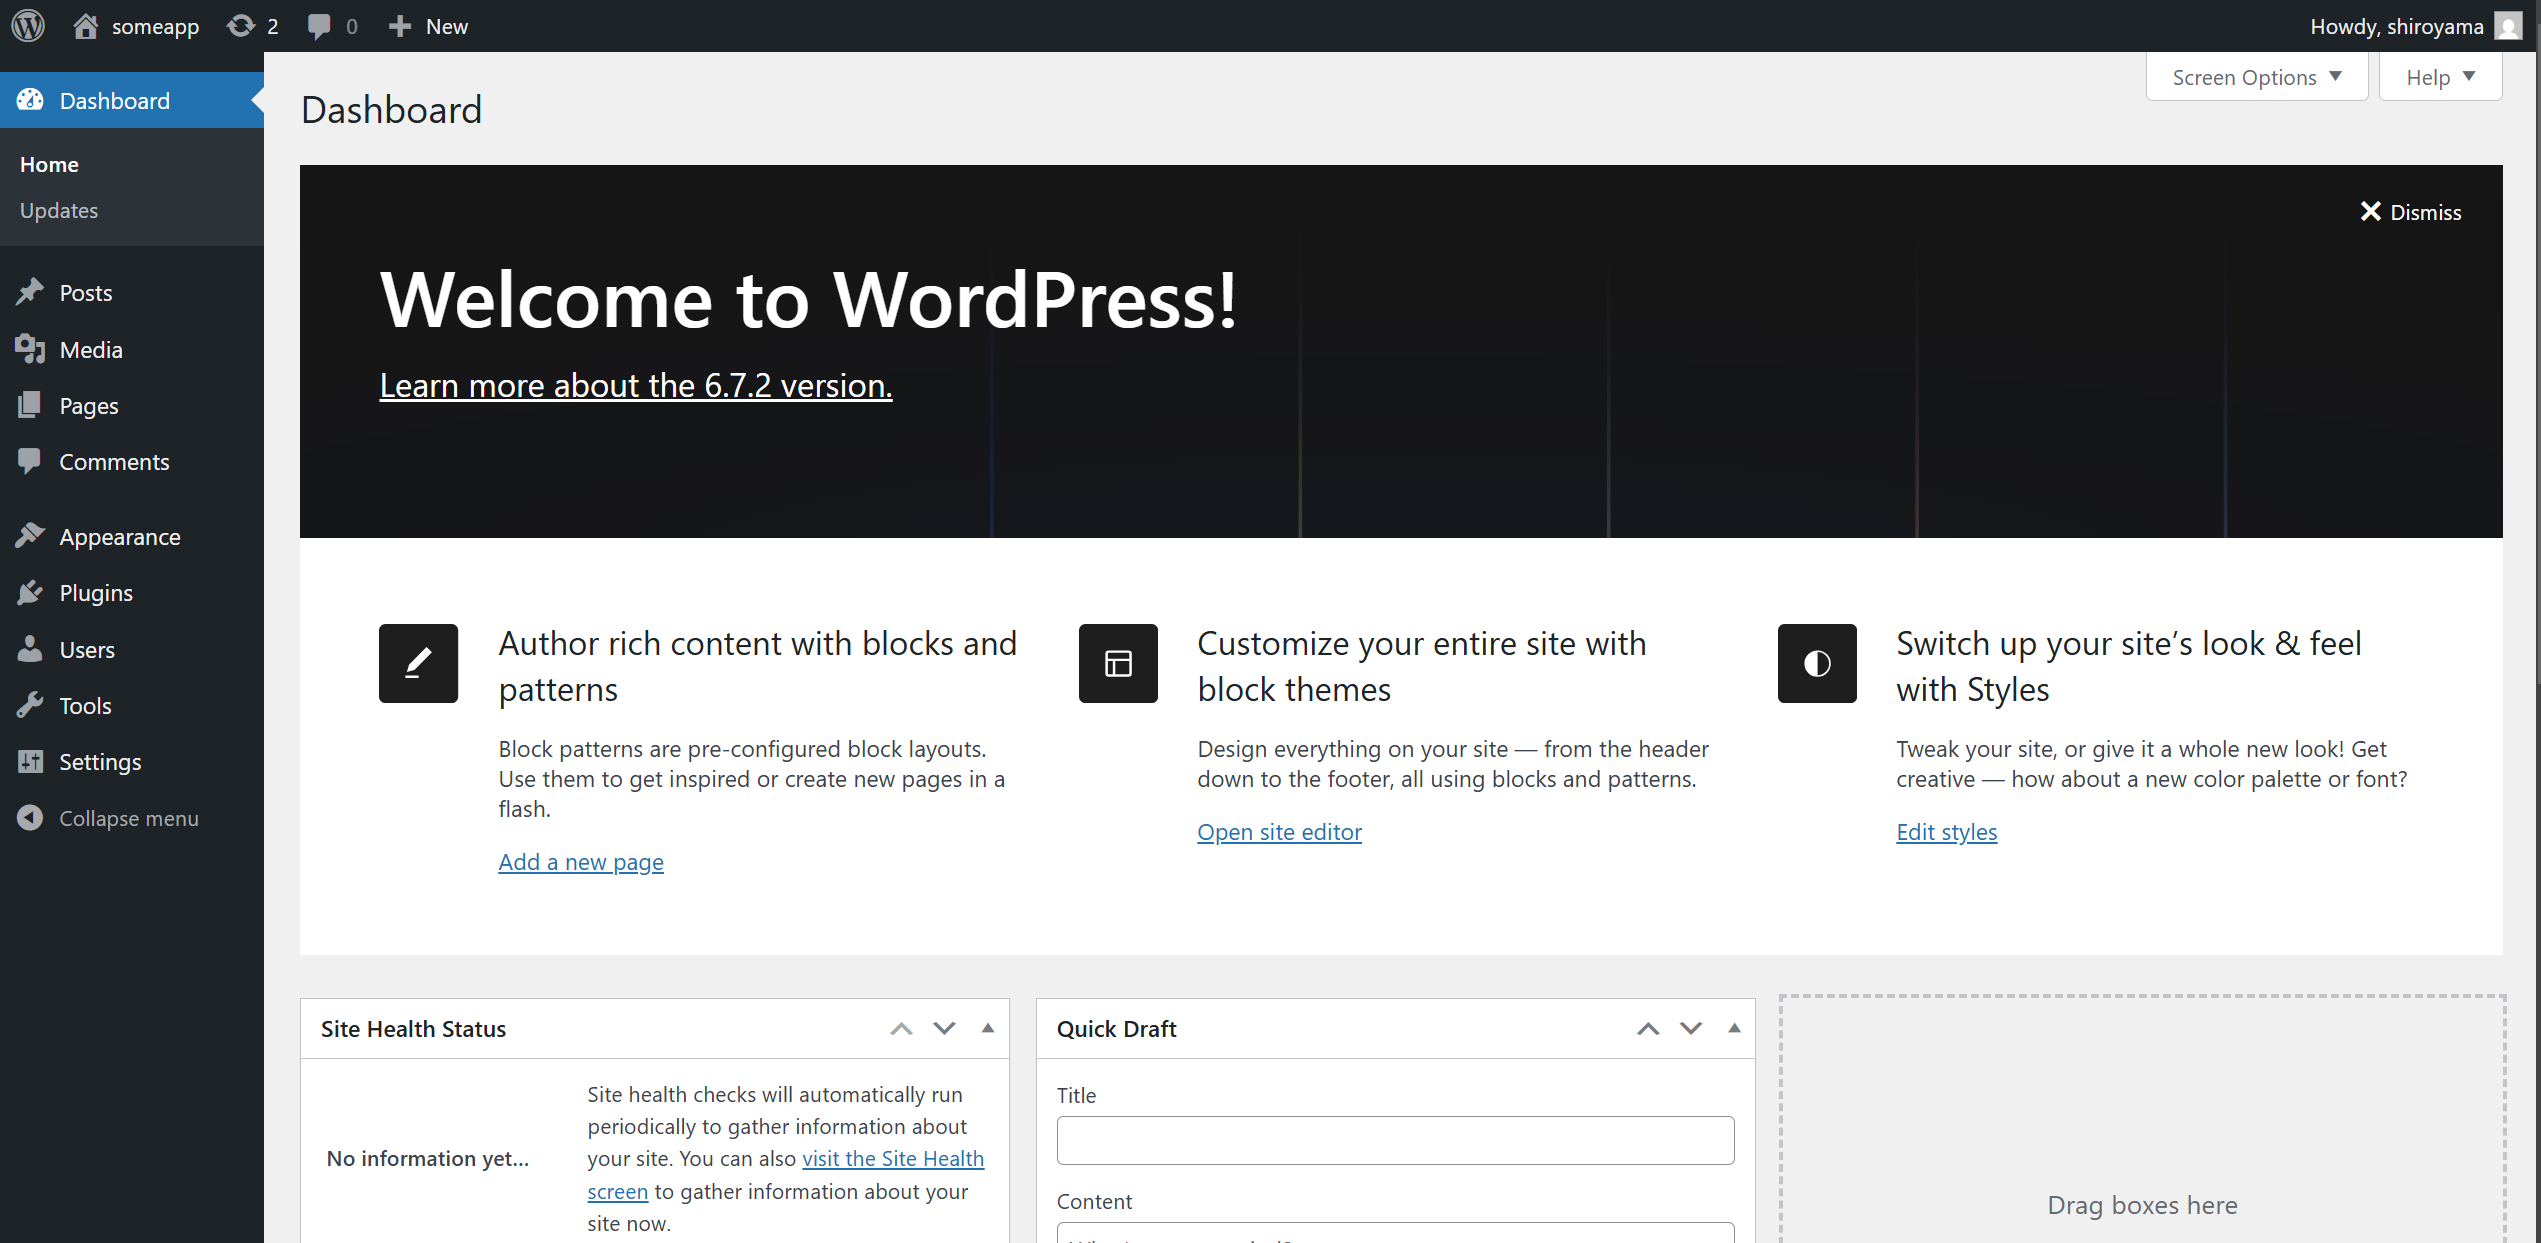 someapp
2
0
New
Howdy, shiroyama
Dashboard
Home
Updates
Posts
Media
Pages
Comments
Appearance
Plugins
Users
Tools
Settings
Collapse menu
Screen Options
Help
Dashboard
Dismiss
Welcome to WordPress!
Learn more about the 6.7.2 version.
Author rich content with blocks and
patterns
Block patterns are pre-configured block layouts.
Use them to get inspired or create new pages in a
flash.
Add a new page
Customize your entire site with
block themes
Design everything on your site — from the header
down to the footer, all using blocks and patterns.
Open site editor
Switch up your site’s look & feel
with Styles
Tweak your site, or give it a whole new look! Get
creative — how about a new color palette or font?
Edit styles
Site Health Status
No information yet…
Site health checks will automatically run
periodically to gather information about
your site. You can also visit the Site Health
screen to gather information about your
site now.
Quick Draft
Title
Content
Drag boxes here